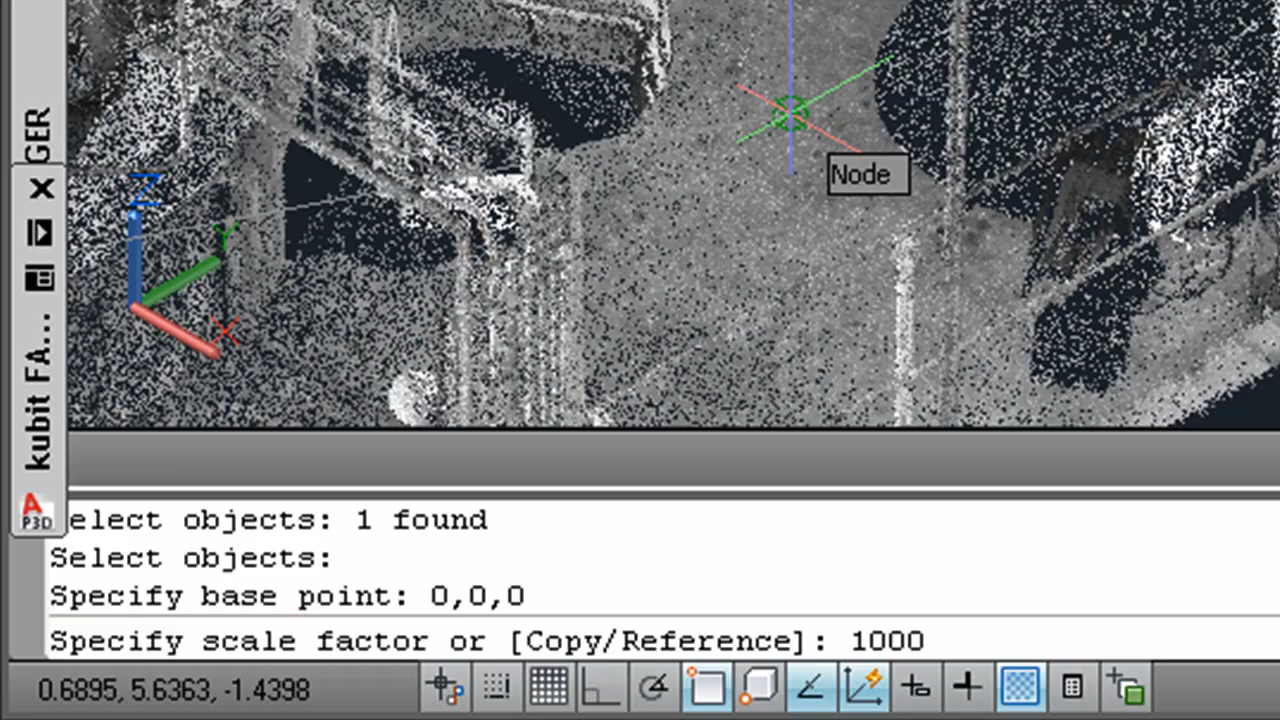 GER
kubit FA...
A
P3D
Z
Y
X
Node
elect objects: 1 found
Select objects:
Specify base point: 0,0,0
Specify scale factor or [Copy/Reference]: 1000
0.6895, 5.6363, -1.4398